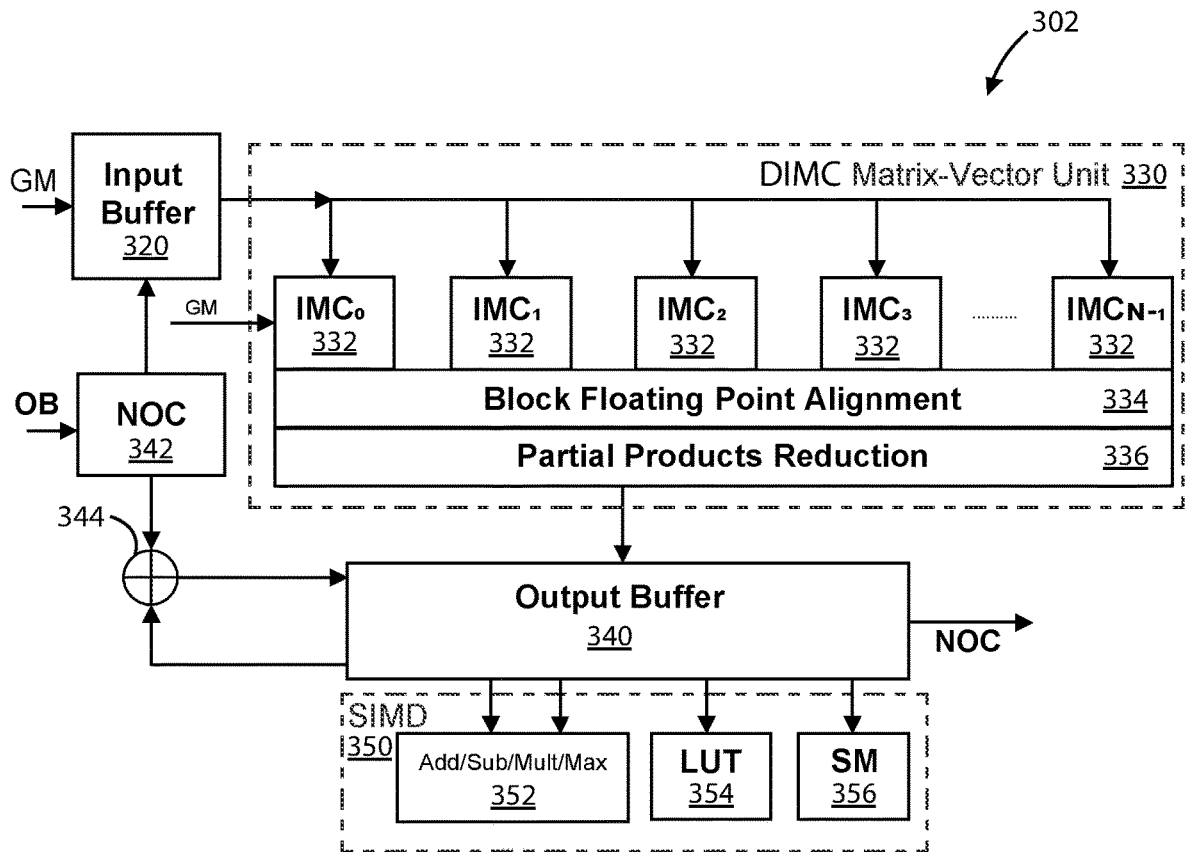 302
GM
Input
Buffer
320
DIMC Matrix-Vector Unit 330
GM
IMC₀
332
IMC₁
332
IMC₂
332
IMC₃
332
..........
IMCN-₁
332
OB
NOC
342
Block Floating Point Alignment 334
Partial Products Reduction 336
344
Output Buffer
340
NOC
SIMD
350
Add/Sub/Mult/Max
352
LUT
354
SM
356